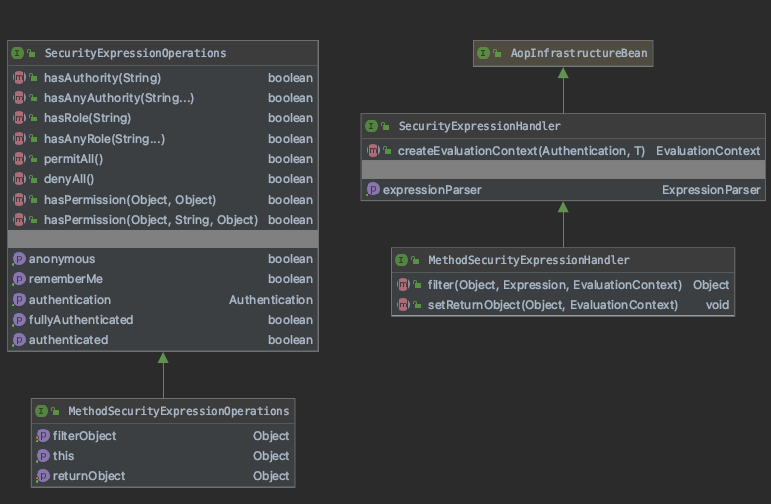 I SecurityExpressionOperations
m hasAuthority(String) boolean
m hasAnyAuthority(String...) boolean
m hasRole(String) boolean
m hasAnyRole(String...) boolean
m permitAll() boolean
m denyAll() boolean
m hasPermission(Object, Object) boolean
m hasPermission(Object, String, Object) boolean
p anonymous boolean
p rememberMe boolean
p authentication Authentication
p fullyAuthenticated boolean
p authenticated boolean
I MethodSecurityExpressionOperations
p filterObject Object
p this Object
p returnObject Object
I AopInfrastructureBean
I SecurityExpressionHandler
m createEvaluationContext(Authentication, T) EvaluationContext
p expressionParser ExpressionParser
I MethodSecurityExpressionHandler
m filter(Object, Expression, EvaluationContext) Object
m setReturnObject(Object, EvaluationContext) void